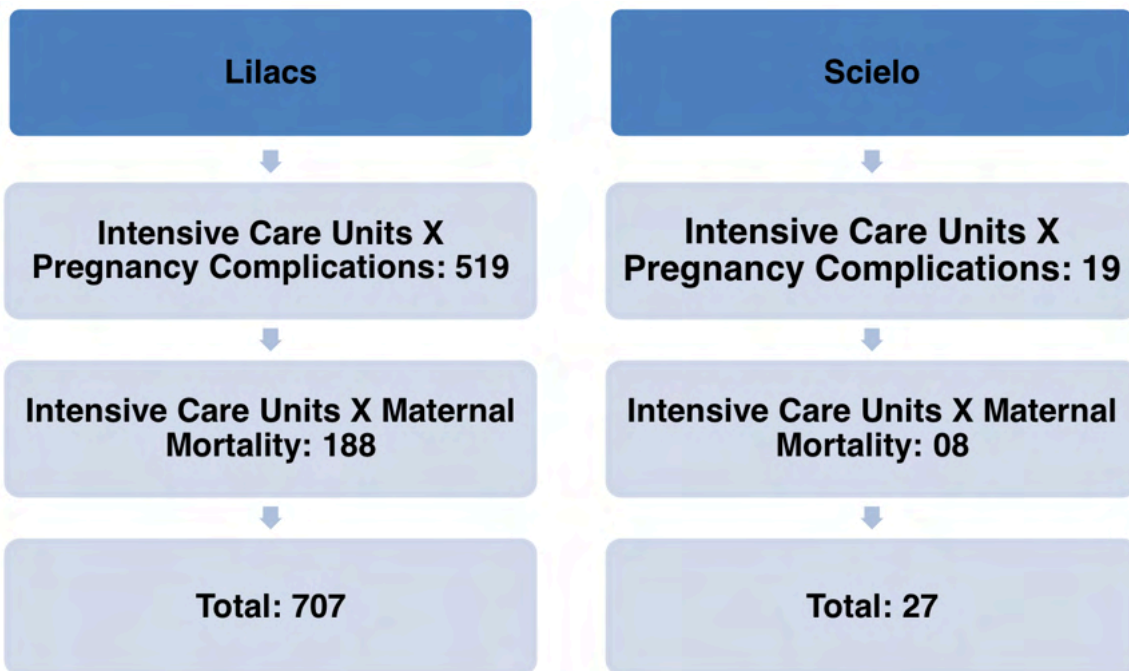 Lilacs
Intensive Care Units X
Pregnancy Complications: 519
Intensive Care Units X Maternal
Mortality: 188
Total: 707
Scielo
Intensive Care Units X
Pregnancy Complications: 19
Intensive Care Units X Maternal
Mortality: 08
Total: 27